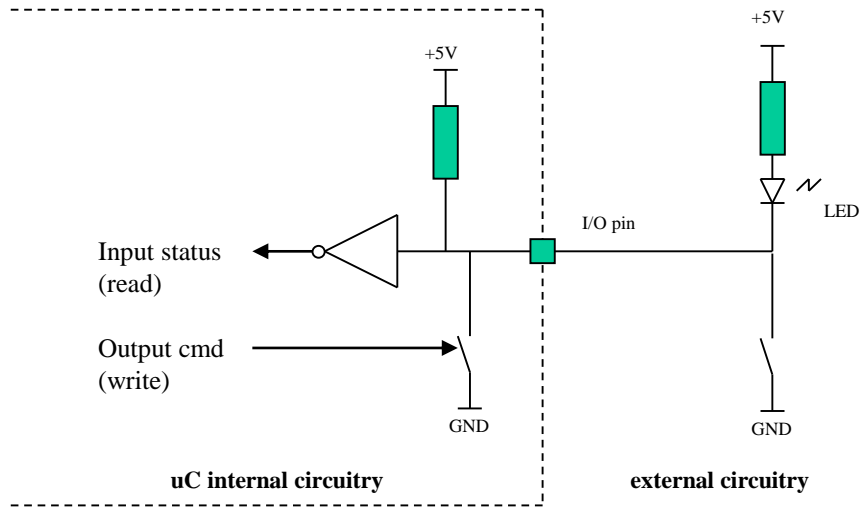 +5V
+5V
LED
I/O pin
Input status
(read)
Output cmd
(write)
GND
GND
uC internal circuitry
external circuitry